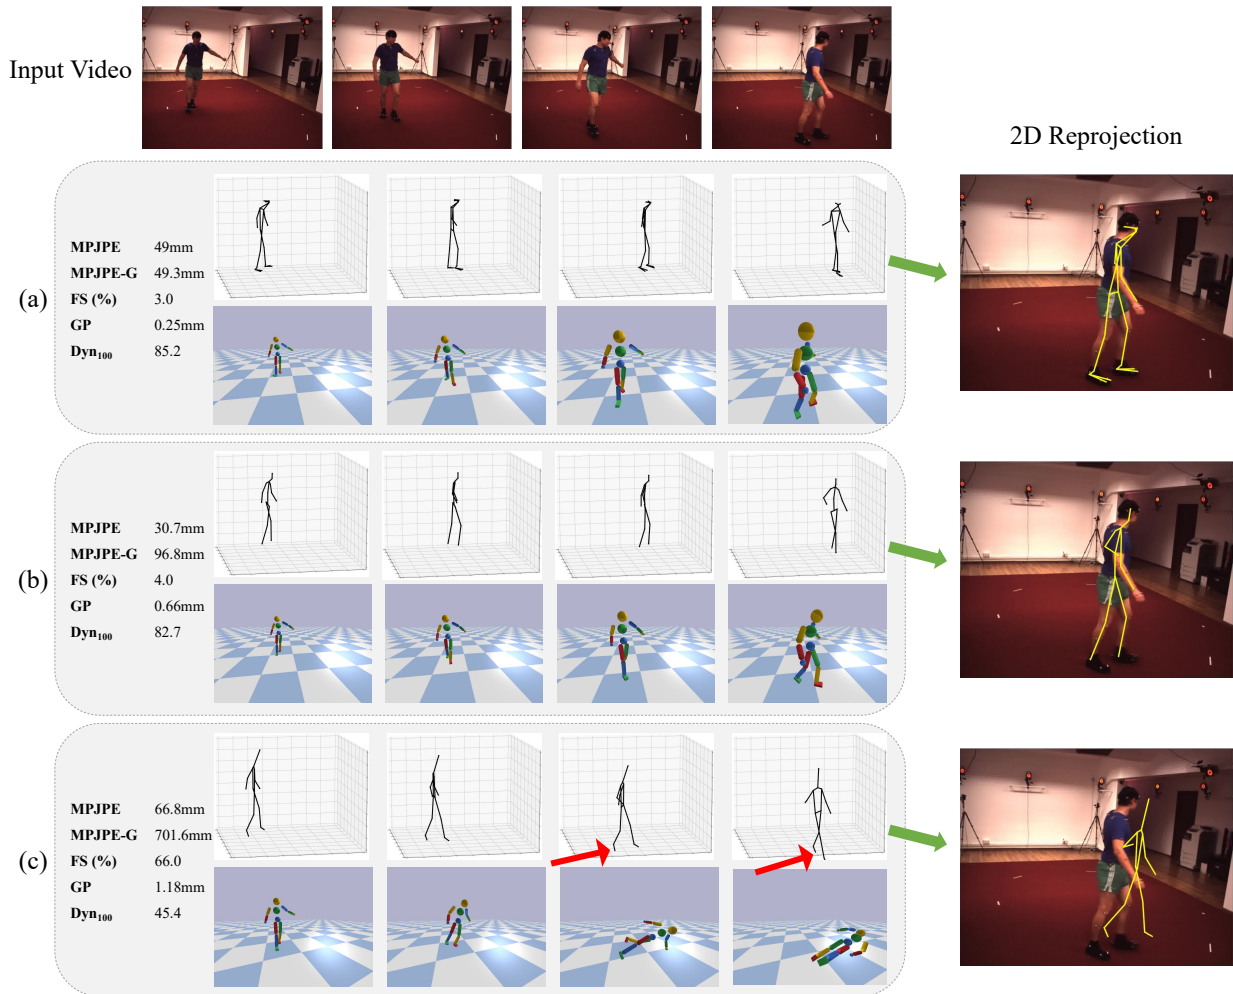 Input Video
2D Reprojection
(a)
MPJPE 49mm
MPJPE-G 49.3mm
FS (%) 3.0
GP 0.25mm
Dyn₁₀₀ 85.2
(b)
MPJPE 30.7mm
MPJPE-G 96.8mm
FS (%) 4.0
GP 0.66mm
Dyn₁₀₀ 82.7
(c)
MPJPE 66.8mm
MPJPE-G 701.6mm
FS (%) 66.0
GP 1.18mm
Dyn₁₀₀ 45.4